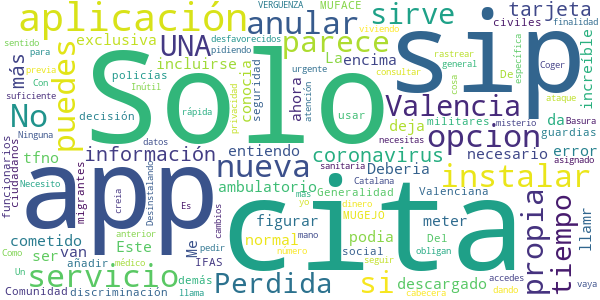 VERGUENZA MUFACE
aplicación anular sirve tarjeta
desfavorecidos
pidiendo
civiles
finalidad
viviendo
sentido
para
exclusiva UNA parece
previa
incluirse
La encima
rastrear
general
cosa
específica
increíble
No más
puedes
Solo sip
Con policías
suficiente
Inútil
conocía
seguridad
privacidad
ahora
urgente
atención
consultar
De
Coger
ataque
decisión
rápida
usar
Valencia
da
Basura
Ninguna
datos
deja
militares
guardias
misterio
tfno
información
entiendo
opcion
necesitas
error
funcionarios
ciudadanos
migrantes
app
creia
Desinstalando
nueva
coronavirus
necesario
asignado
sanitaria
ambulatorio
Deberia
instalar
Necesito
Es
cambios
Generalidad
Catalana
Valenciana
más
yo
dinero
MUGEJO
cita
propia
tiempo
anterior
cometido
Este
Me
pedir
IFAS
figurar
mano
Del
meter
llamr
normal
podia
social
número
seguir
obligan
Como
ser
van
Un
añadir
médico
demás
servicio
Perdida
si
descargado
cabecera
accedes
dando
vaya
Comunidad
discriminación
llama